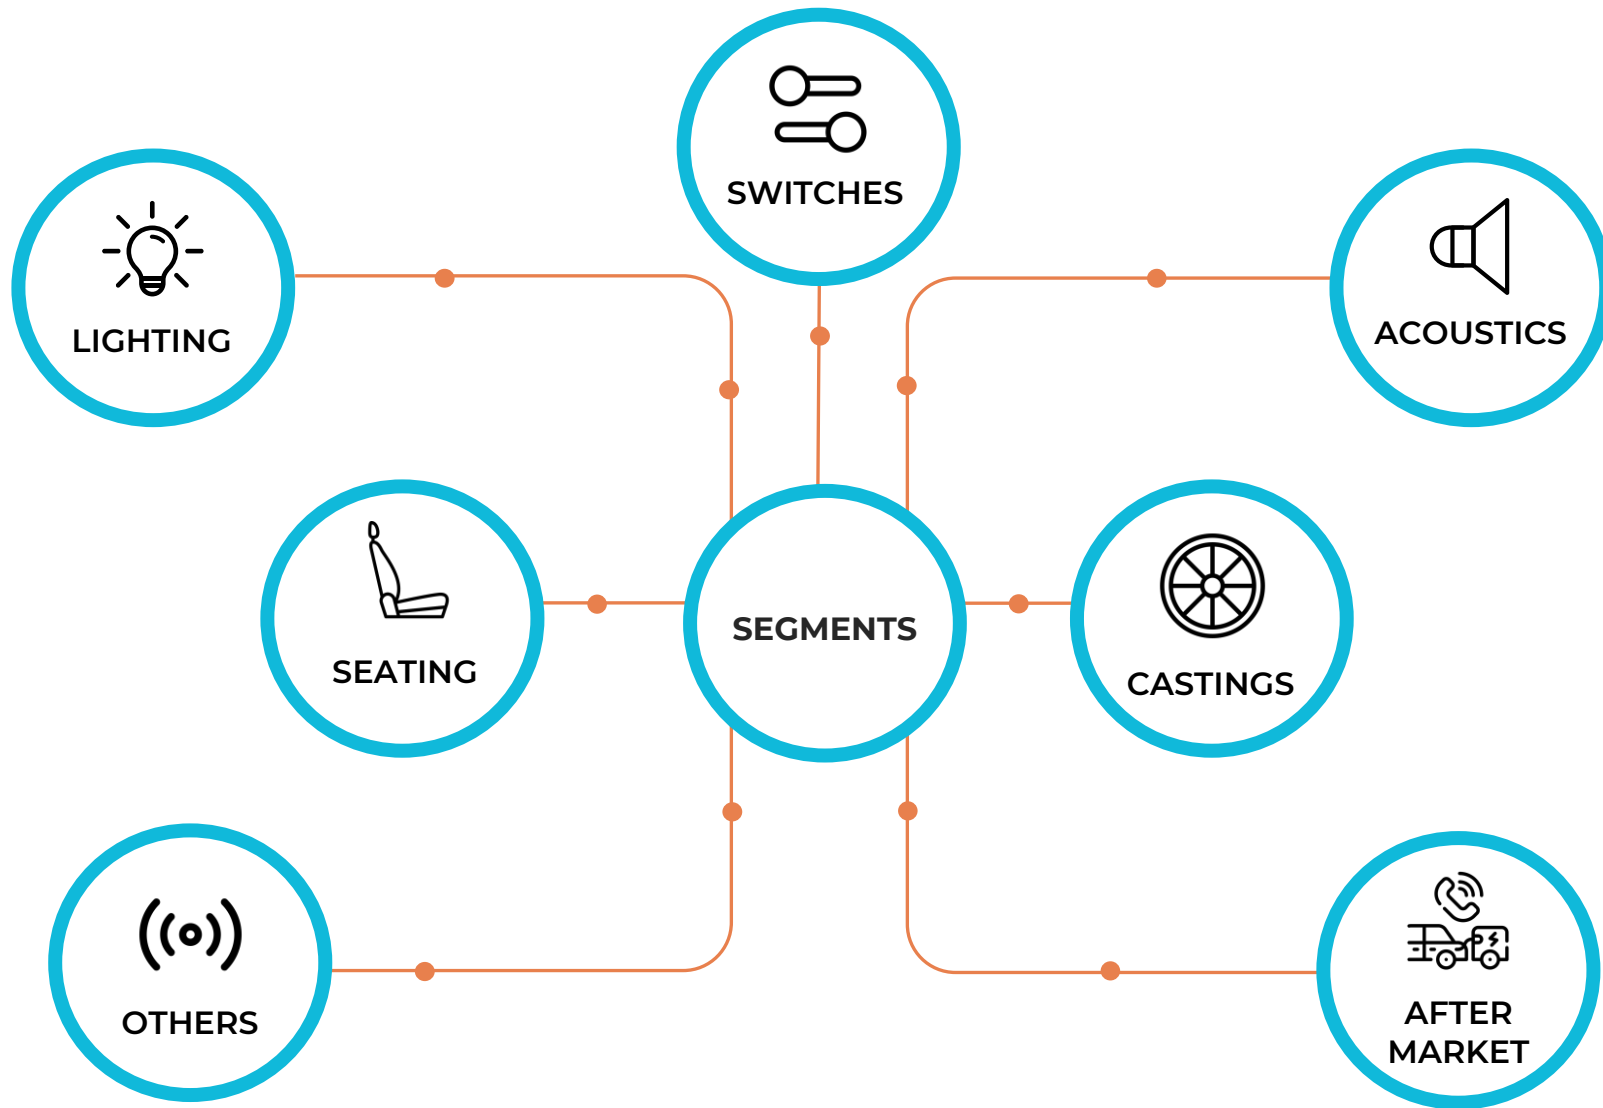 SWITCHES
LIGHTING
ACOUSTICS
SEATING
SEGMENTS
CASTINGS
OTHERS
AFTER
MARKET